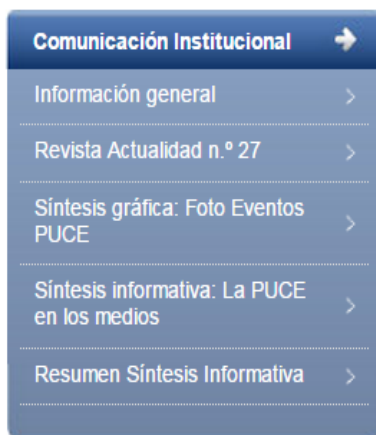 Comunicación Institucional
Información general
Revista Actualidad n.º 27
Síntesis gráfica: Foto Eventos
PUCE
Síntesis informativa: La PUCE
en los medios
Resumen Síntesis Informativa